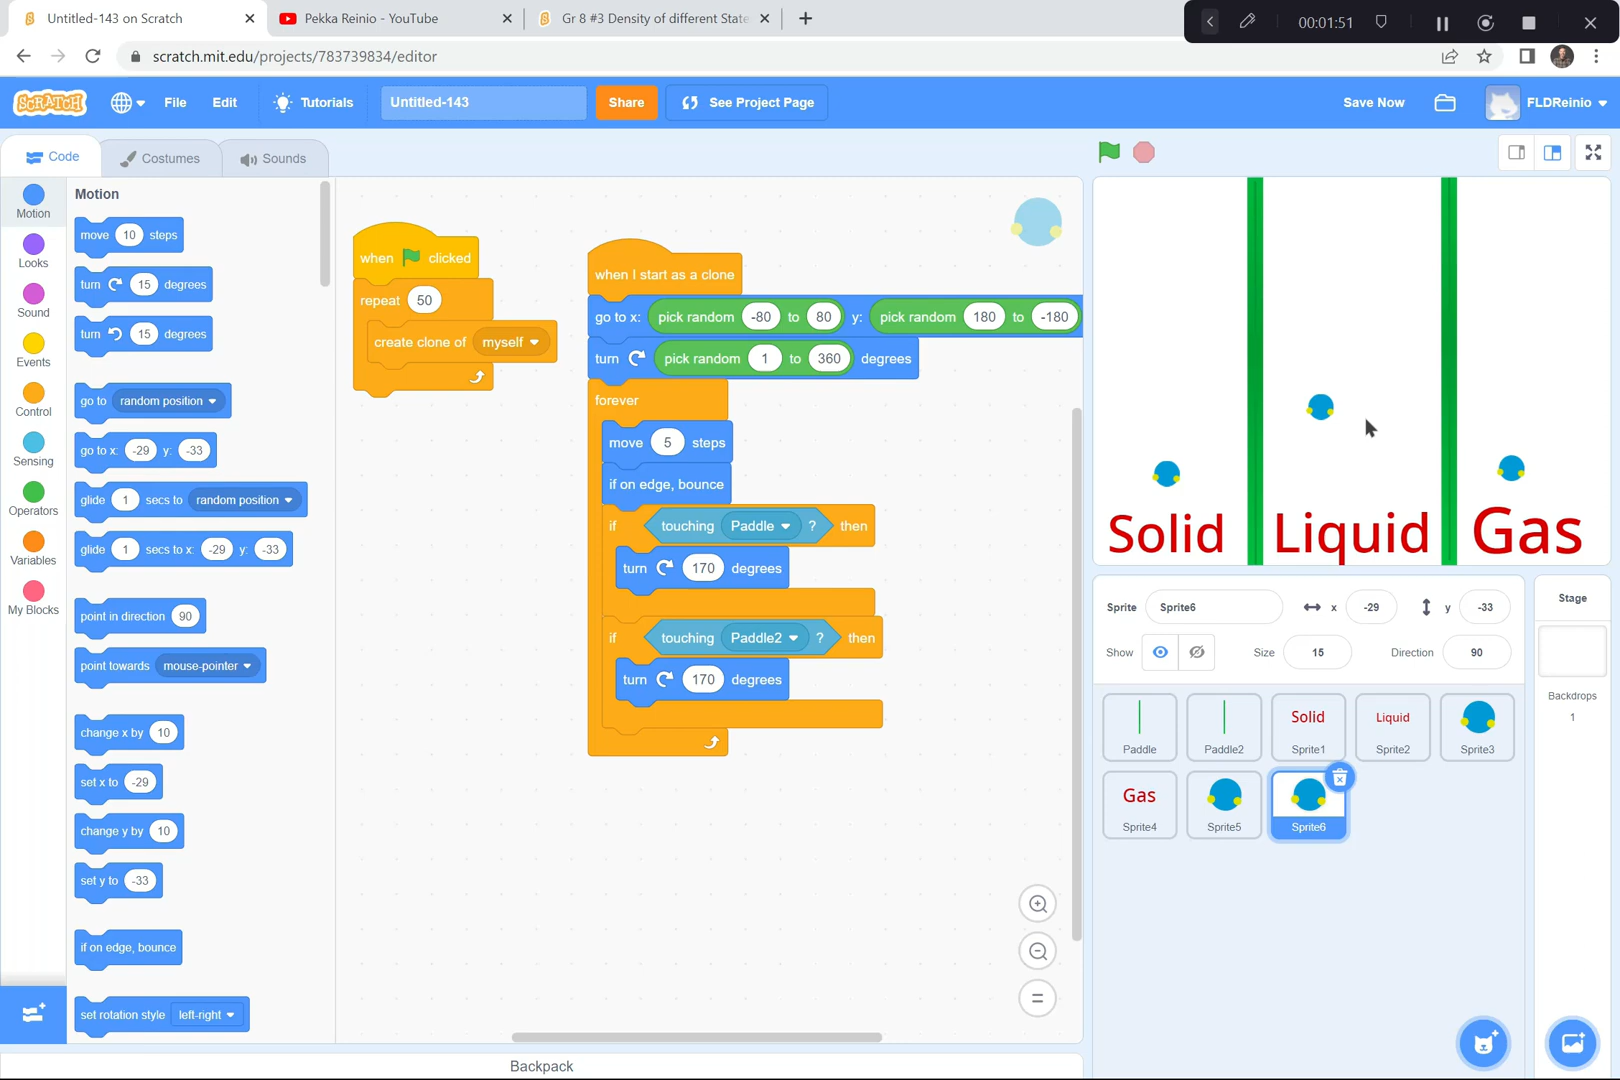 Untitled-143 on Scratch
Pekka Reinio - YouTube
Gr 8 #3 Density of different State
00:01:51
scratch.mit.edu/projects/783739834/editor
SCRATCH
File
Edit
Tutorials
Untitled-143
Share
See Project Page
Save Now
FLDReinio
Code
Costumes
Sounds
Motion
Looks
Sound
Events
Control
Sensing
Operators
Variables
My Blocks
Motion
move 10 steps
turn 15 degrees
turn 15 degrees
go to random position
go to x: -29 y: -33
glide 1 secs to random position
glide 1 secs to x: -29 y: -33
point in direction 90
point towards mouse-pointer
change x by 10
set x to -29
change y by 10
set y to -33
if on edge, bounce
set rotation style left-right
when clicked
repeat 50
create clone of myself
when I start as a clone
go to x: pick random -80 to 80 y: pick random 180 to -180
turn pick random 1 to 360 degrees
forever
move 5 steps
if on edge, bounce
if touching Paddle ? then
turn 170 degrees
if touching Paddle2 ? then
turn 170 degrees
Backpack
Solid
Liquid
Gas
Sprite Sprite6 x -29 y -33
Show Size 15 Direction 90
Paddle
Paddle2
Solid
Sprite1
Liquid
Sprite2
Sprite3
Gas
Sprite4
Sprite5
Sprite6
Stage
Backdrops
1